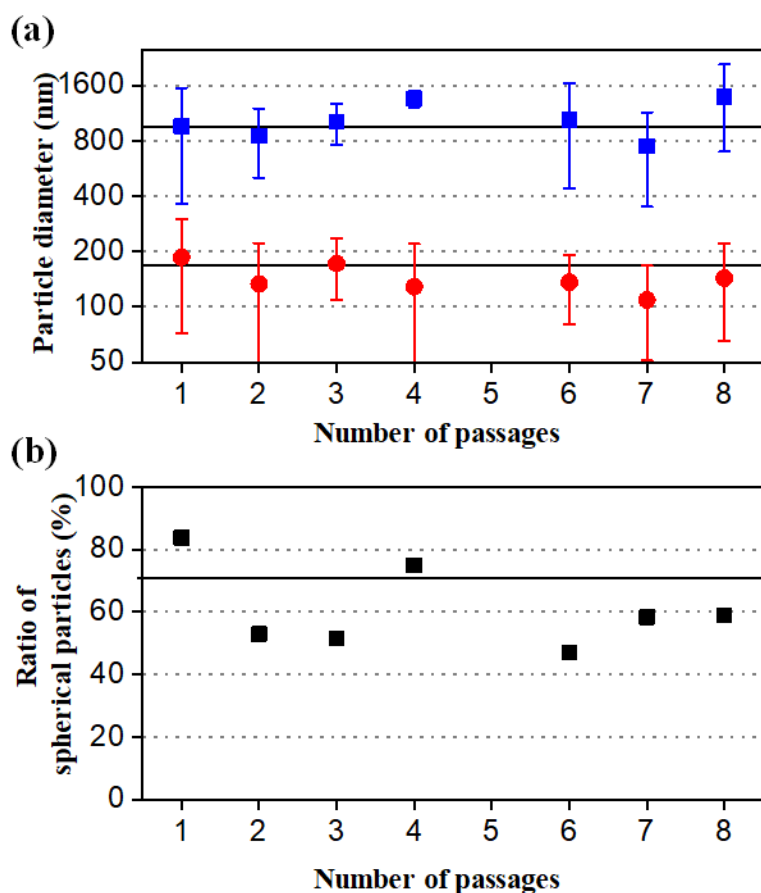 (a)
Particle diameter (nm)
1600
800
400
200
100
50
1 2 3 4 5 6 7 8
Number of passages
(b)
Ratio of
spherical particles (%)
100
80
60
40
20
0
1 2 3 4 5 6 7 8
Number of passages